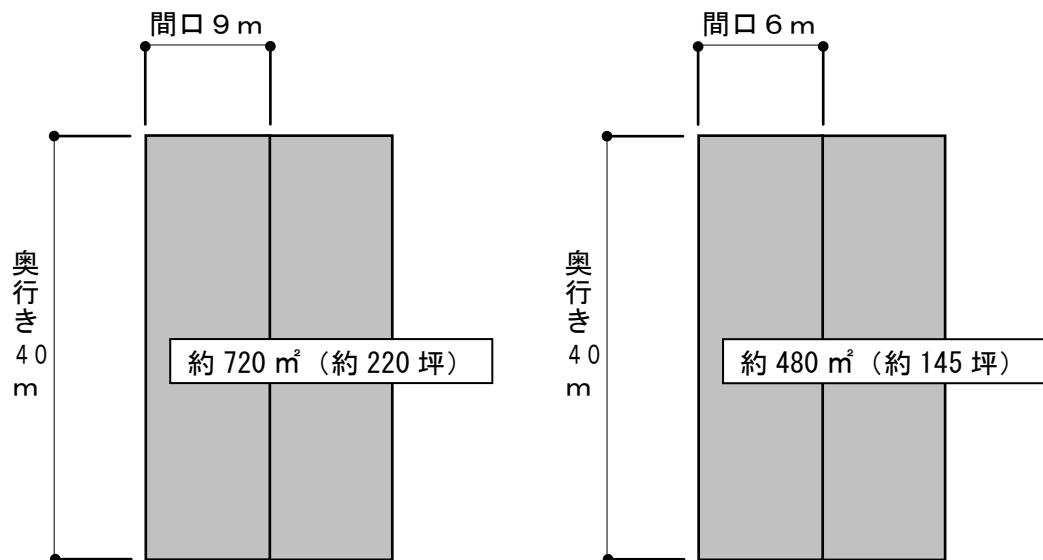 間口９ｍ
奥行き40ｍ
約 720 ㎡（約 220 坪）
間口６ｍ
奥行き40ｍ
約 480 ㎡（約 145 坪）